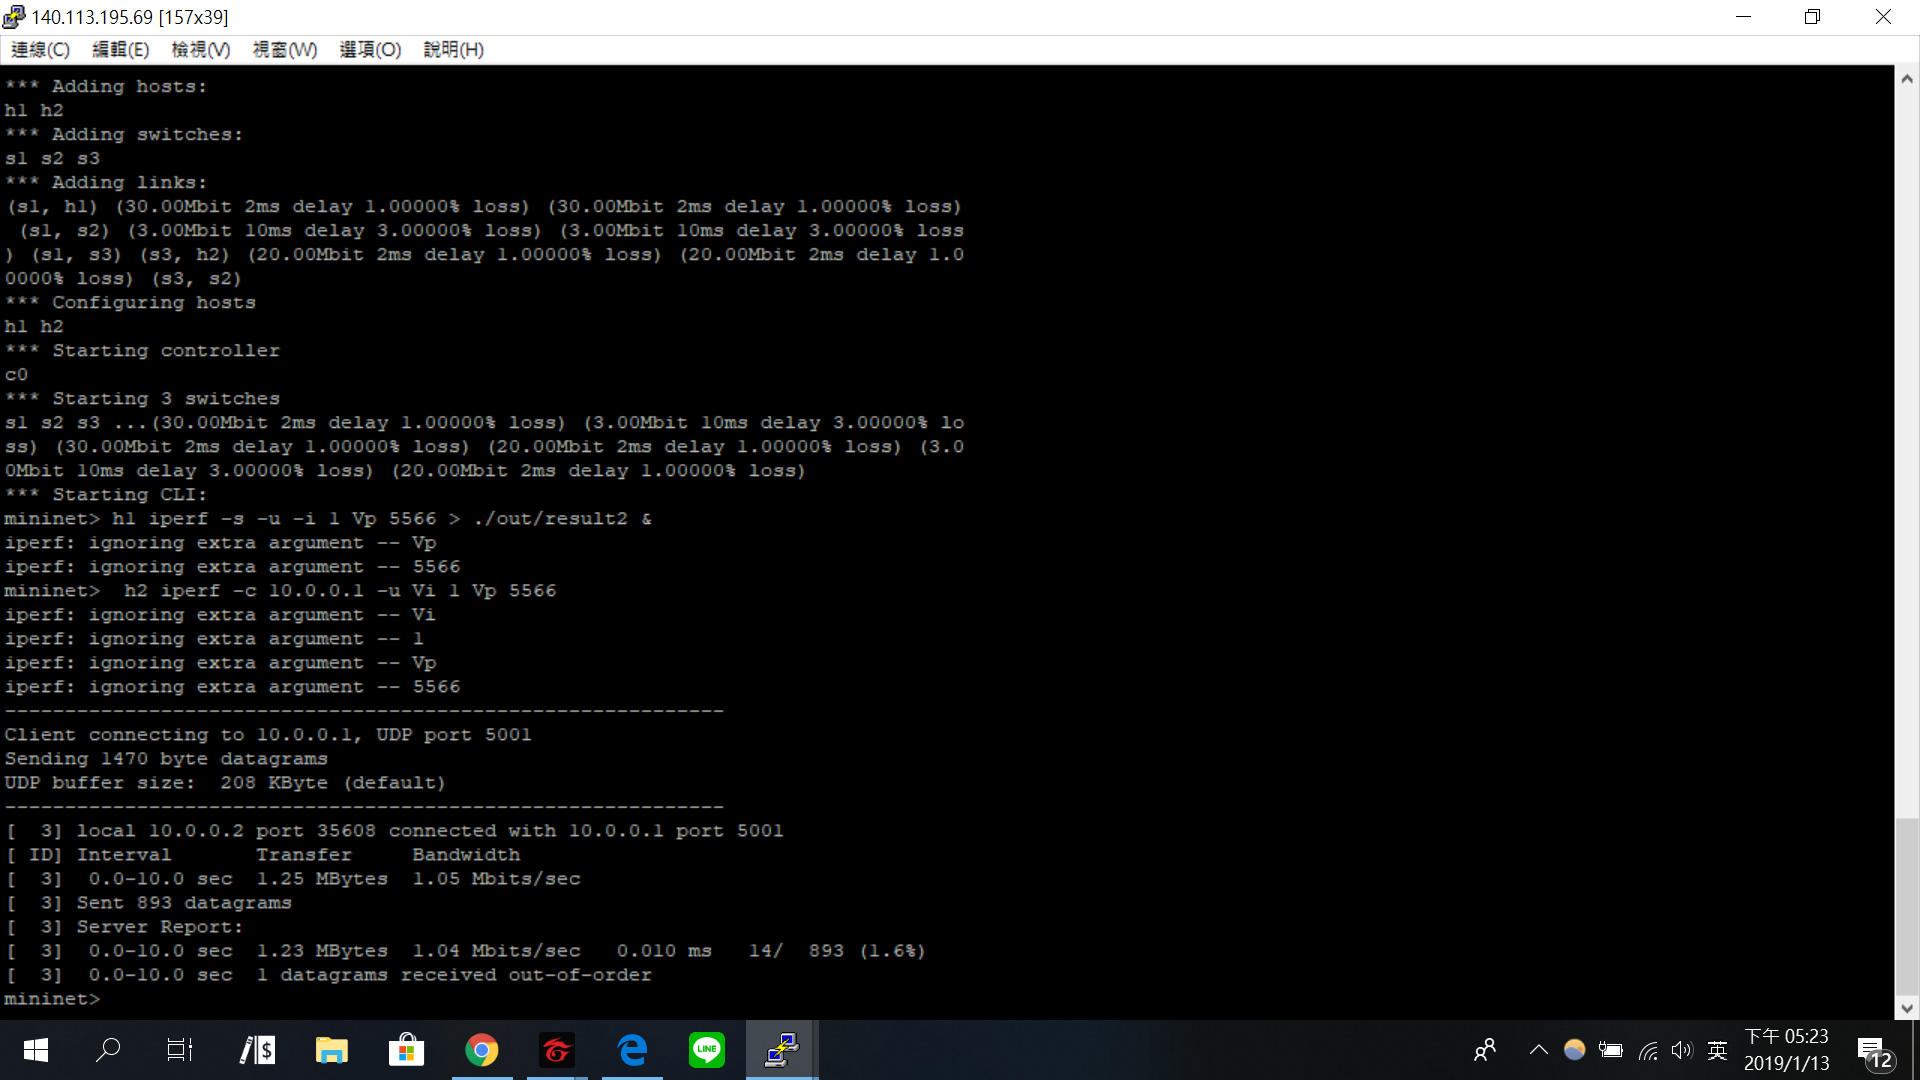 140.113.195.69 [157x39]
連線(C) 編輯(E) 檢視(V) 視窗(W) 選項(O) 說明(H)
*** Adding hosts:
h1 h2
*** Adding switches:
s1 s2 s3
*** Adding links:
(s1, h1) (30.00Mbit 2ms delay 1.00000% loss) (30.00Mbit 2ms delay 1.00000% loss)
(s1, s2) (3.00Mbit 10ms delay 3.00000% loss) (3.00Mbit 10ms delay 3.00000% loss
) (s1, s3) (s3, h2) (20.00Mbit 2ms delay 1.00000% loss) (20.00Mbit 2ms delay 1.0
0000% loss) (s3, s2)
*** Configuring hosts
h1 h2
*** Starting controller
c0
*** Starting 3 switches
s1 s2 s3 ...(30.00Mbit 2ms delay 1.00000% loss) (3.00Mbit 10ms delay 3.00000% lo
ss) (30.00Mbit 2ms delay 1.00000% loss) (20.00Mbit 2ms delay 1.00000% loss) (3.0
0Mbit 10ms delay 3.00000% loss) (20.00Mbit 2ms delay 1.00000% loss)
*** Starting CLI:
mininet> h1 iperf -s -u -i 1 Vp 5566 > ./out/result2 &
iperf: ignoring extra argument -- Vp
iperf: ignoring extra argument -- 5566
mininet>  h2 iperf -c 10.0.0.1 -u Vi 1 Vp 5566
iperf: ignoring extra argument -- Vi
iperf: ignoring extra argument -- 1
iperf: ignoring extra argument -- Vp
iperf: ignoring extra argument -- 5566
------------------------------------------------------------
Client connecting to 10.0.0.1, UDP port 5001
Sending 1470 byte datagrams
UDP buffer size:  208 KByte (default)
------------------------------------------------------------
[  3] local 10.0.0.2 port 35608 connected with 10.0.0.1 port 5001
[ ID] Interval       Transfer     Bandwidth
[  3]  0.0-10.0 sec  1.25 MBytes  1.05 Mbits/sec
[  3] Sent 893 datagrams
[  3] Server Report:
[  3]  0.0-10.0 sec  1.23 MBytes  1.04 Mbits/sec   0.010 ms   14/  893 (1.6%)
[  3]  0.0-10.0 sec  1 datagrams received out-of-order
mininet>
LINE
英
下午 05:23
2019/1/13
12